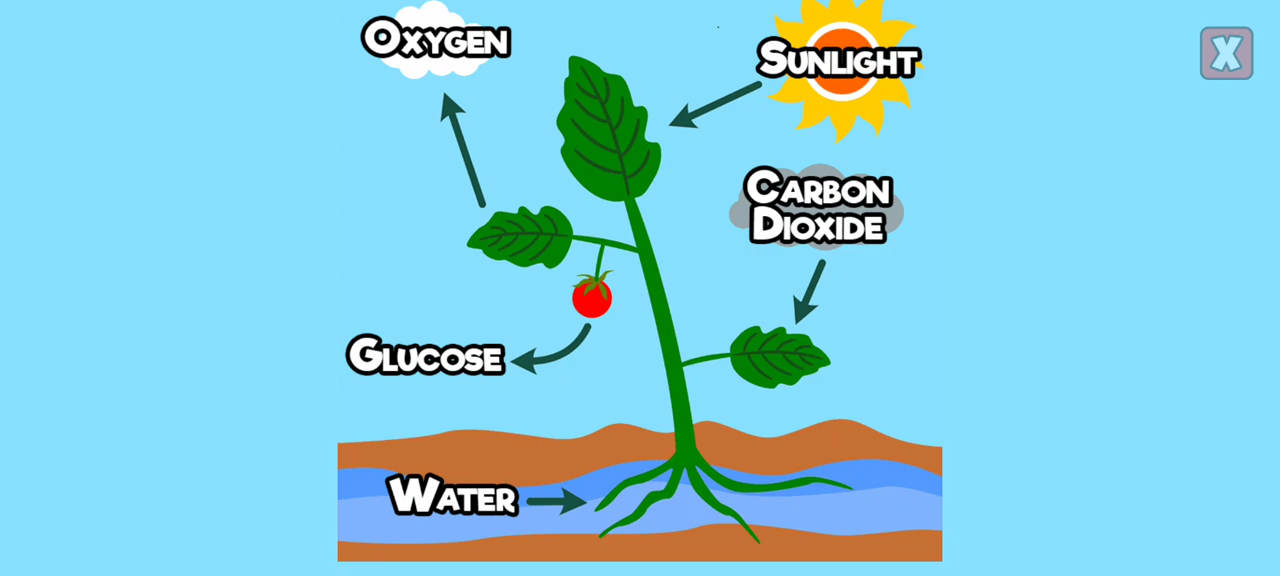 OXYGEN
SUNLIGHT
X
CARBON
DIOXIDE
GLUCOSE
WATER